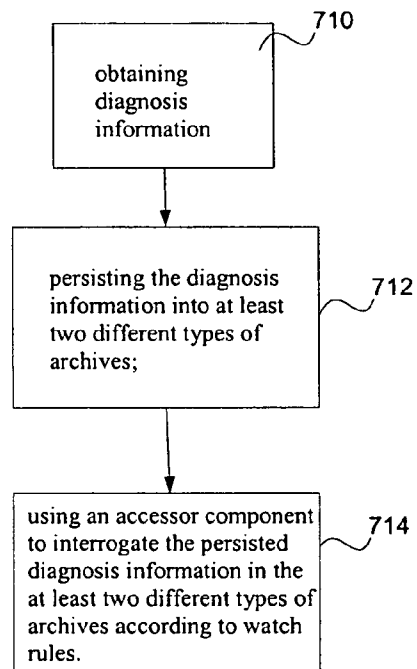 710
obtaining
diagnosis
information
persisting the diagnosis
information into at least
two different types of
archives;
712
using an accessor component
to interrogate the persisted
diagnosis information in the
at least two different types of
archives according to watch
rules.
714